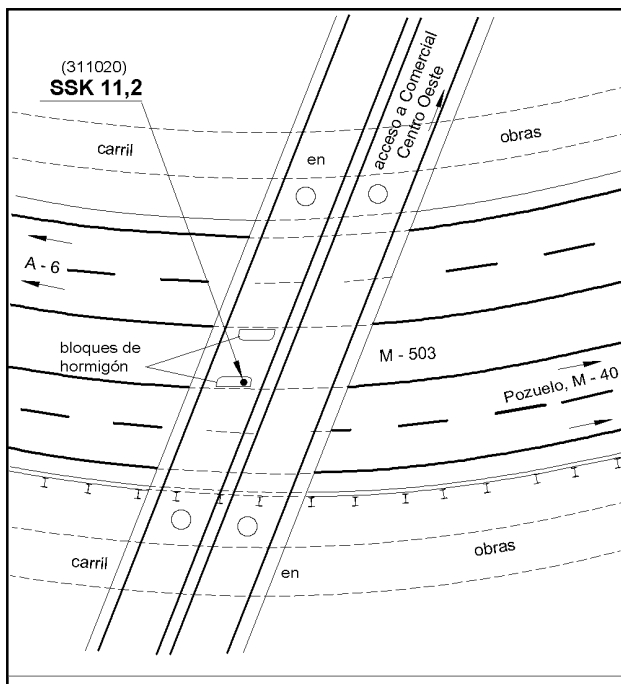 (311020)
SSK 11,2
acceso a Comercial
Centro Oeste
carril
en
obras
A - 6
bloques de
hormigón
M - 503
Pozuelo, M - 40
carril
en
obras